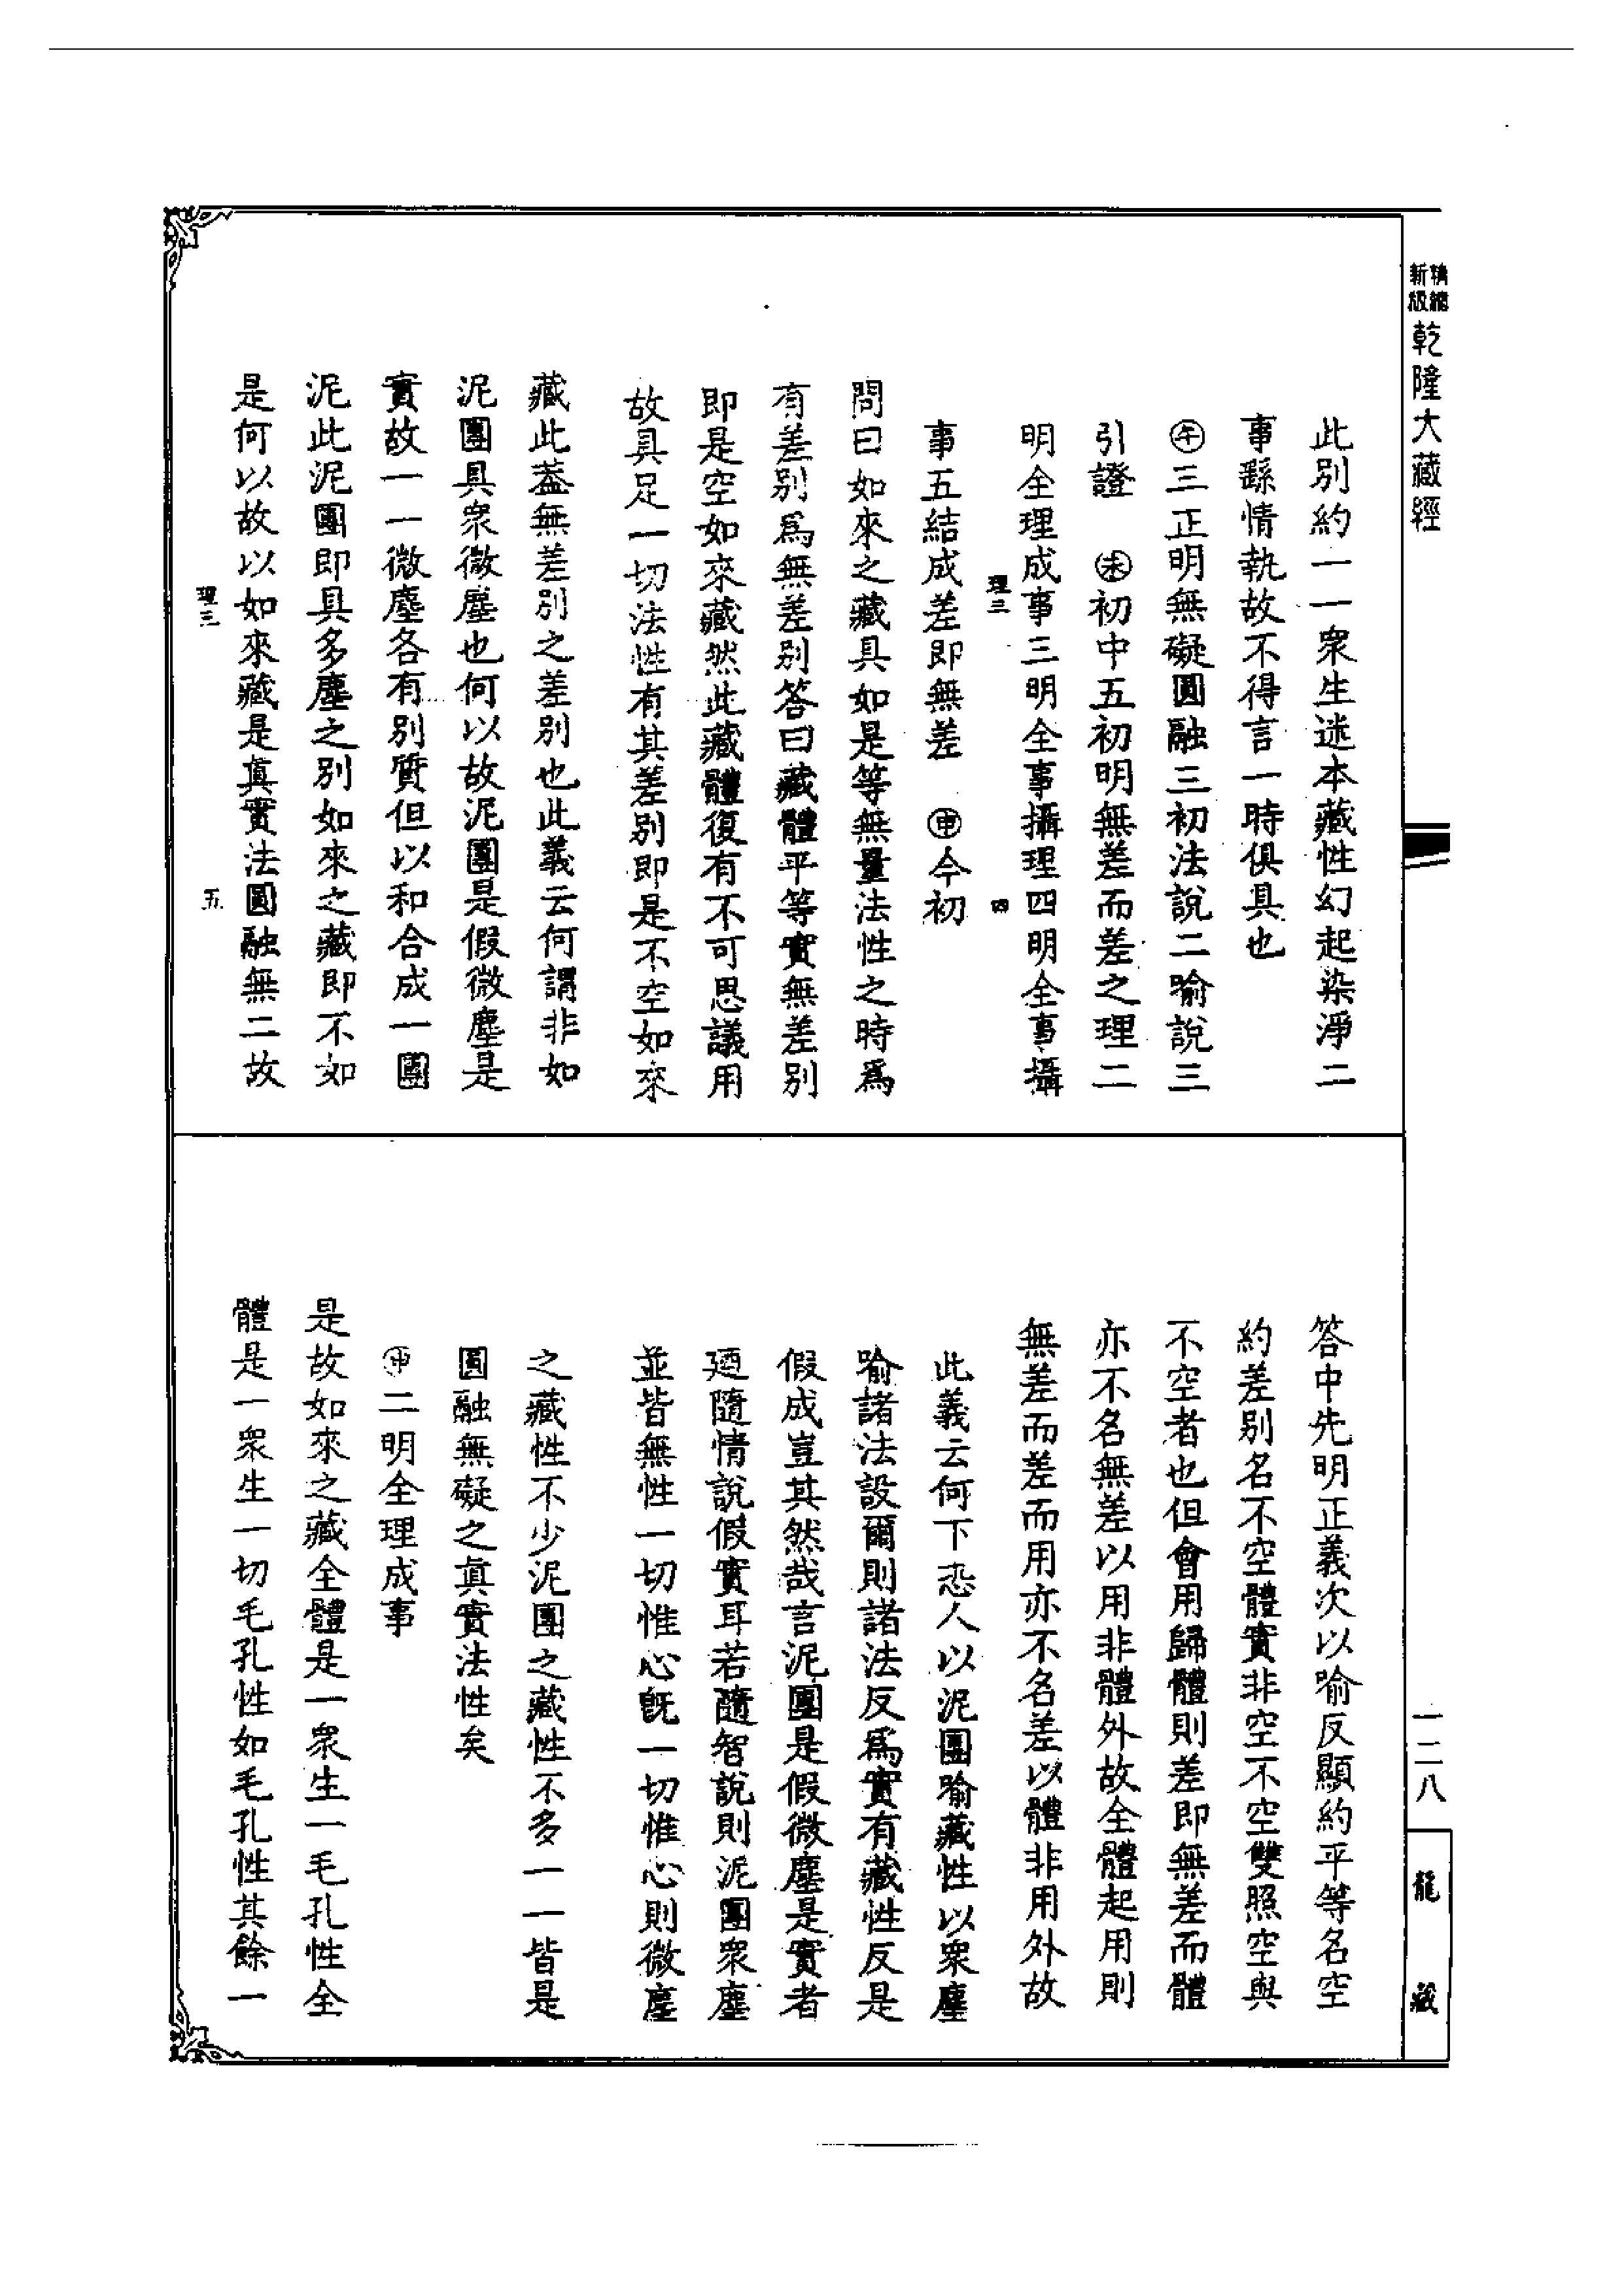 精縮
新級
乾隆大藏經
此別約一一衆生迷本藏性幻起染淨二
事繇情執故不得言一時俱具也
㊌三正明無礙圓融三初法說二喻說三
引證　㊍初中五初明無差而差之理二
明全理成事三明全事攝理四明全事攝
理三
四
事五結成差即無差　㊥今初
問曰如來之藏具如是等無量法性之時爲
有差別爲無差別答曰藏體平等實無差別
即是空如來藏然此藏體復有不可思議用
故具足一切法性有其差別即是不空如來
藏此葢無差別之差別也此義云何謂非如
泥團具衆微塵也何以故泥團是假微塵是
實故一一微塵各有別質但以和合成一團
泥此泥團即具多塵之別如來之藏即不如
是何以故以如來藏是眞實法圓融無二故
理三
五
答中先明正義次以喻反顯約平等名空
約差別名不空體實非空不空雙照空與
不空者也但會用歸體則差即無差而體
亦不名無差以用非體外故全體起用則
無差而差而用亦不名差以體非用外故
此義云何下恐人以泥團喻藏性以衆塵
喻諸法設爾則諸法反爲實有藏性反是
假成豈其然哉言泥團是假微塵是實者
廼隨情說假實耳若隨智說則泥團衆塵
並皆無性一切惟心旣一切惟心則微塵
之藏性不少泥團之藏性不多一一皆是
圓融無礙之眞實法性矣
㊥二明全理成事
是故如來之藏全體是一衆生一毛孔性全
體是一衆生一切毛孔性如毛孔性其餘一
一二八
龍藏